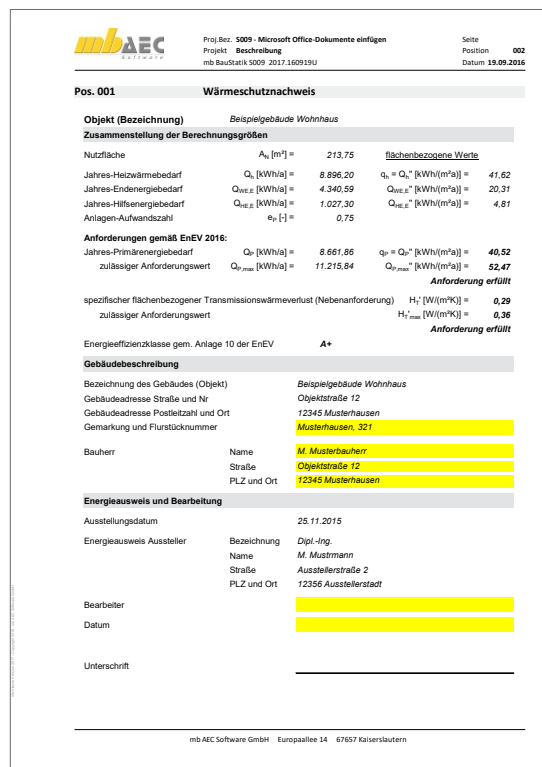 mb AEC
Software
Proj.Bez. S009 - Microsoft Office-Dokumente einfügen Seite
Projekt Beschreibung Position 002
mb BauStatik S009 2017.160919U Datum 19.09.2016
Pos. 001 Wärmeschutznachweis
Objekt (Bezeichnung) Beispielgebäude Wohnhaus
Zusammenstellung der Berechnungsgrößen
Nutzfläche A_N [m²] = 213,75 flächenbezogene Werte
Jahres-Heizwärmebedarf Q_h [kWh/a] = 8.896,20 q_h = Q_h" [kWh/(m²a)] = 41,62
Jahres-Endenergiebedarf Q_WE,E [kWh/a] = 4.340,59 Q_WE,E" [kWh/(m²a)] = 20,31
Jahres-Hilfsenergiebedarf Q_HE,E [kWh/a] = 1.027,30 Q_HE,E" [kWh/(m²a)] = 4,81
Anlagen-Aufwandszahl e_P [-] = 0,75
Anforderungen gemäß EnEV 2016:
Jahres-Primärenergiebedarf Q_P [kWh/a] = 8.661,86 q_P = Q_P" [kWh/(m²a)] = 40,52
zulässiger Anforderungswert Q_P,max [kWh/a] = 11.215,84 Q_P,max" [kWh/(m²a)] = 52,47
Anforderung erfüllt
spezifischer flächenbezogener Transmissionswärmeverlust (Nebenanforderung) H_T' [W/(m²K)] = 0,29
zulässiger Anforderungswert H_T'max [W/(m²K)] = 0,36
Anforderung erfüllt
Energieeffizienzklasse gem. Anlage 10 der EnEV A+
Gebäudebeschreibung
Bezeichnung des Gebäudes (Objekt) Beispielgebäude Wohnhaus
Gebäudeadresse Straße und Nr Objektstraße 12
Gebäudeadresse Postleitzahl und Ort 12345 Musterhausen
Gemarkung und Flurstücknummer Musterhausen, 321
Bauherr Name M. Musterbauherr
Straße Objektstraße 12
PLZ und Ort 12345 Musterhausen
Energieausweis und Bearbeitung
Ausstellungsdatum 25.11.2015
Energieausweis Aussteller Bezeichnung Dipl.-Ing.
Name M. Mustrmann
Straße Ausstellerstraße 2
PLZ und Ort 12356 Ausstellerstadt
Bearbeiter
Datum
Unterschrift
mb AEC Software GmbH Europaallee 14 67657 Kaiserslautern